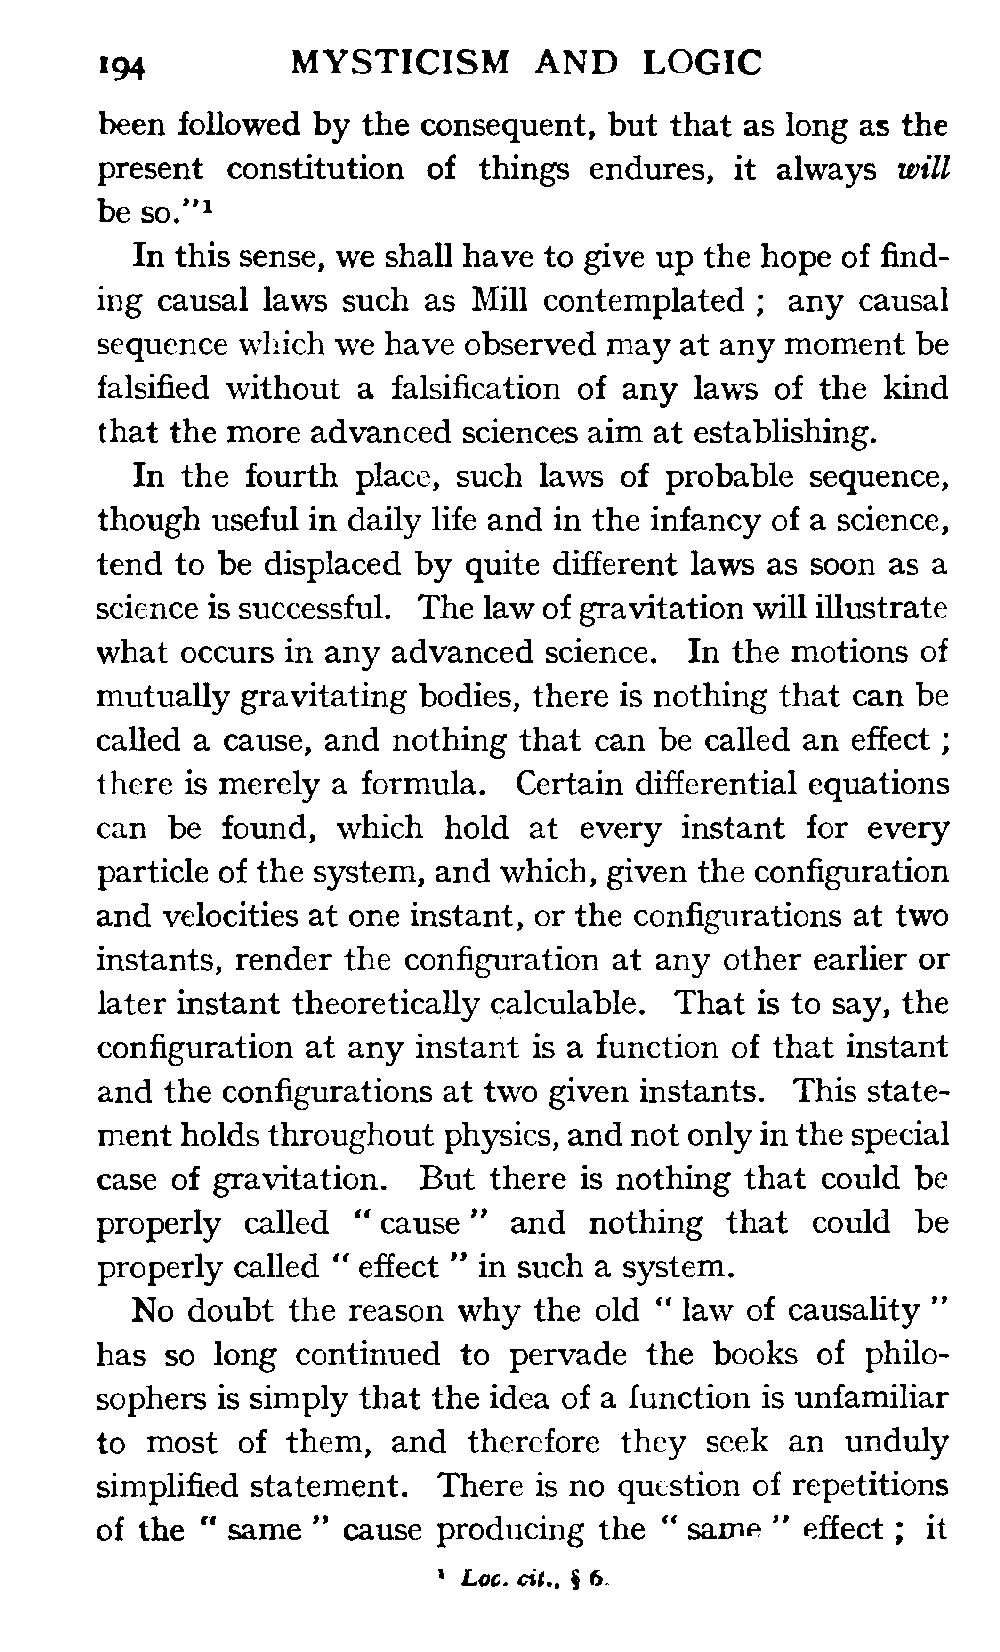 194 MYSTICISM AND LOGIC
been followed by the consequent, but that as long as the
present constitution of things endures, it always will
be so."¹
In this sense, we shall have to give up the hope of find-
ing causal laws such as Mill contemplated ; any causal
sequence which we have observed may at any moment be
falsified without a falsification of any laws of the kind
that the more advanced sciences aim at establishing.
In the fourth place, such laws of probable sequence,
though useful in daily life and in the infancy of a science,
tend to be displaced by quite different laws as soon as a
science is successful. The law of gravitation will illustrate
what occurs in any advanced science. In the motions of
mutually gravitating bodies, there is nothing that can be
called a cause, and nothing that can be called an effect ;
there is merely a formula. Certain differential equations
can be found, which hold at every instant for every
particle of the system, and which, given the configuration
and velocities at one instant, or the configurations at two
instants, render the configuration at any other earlier or
later instant theoretically calculable. That is to say, the
configuration at any instant is a function of that instant
and the configurations at two given instants. This state-
ment holds throughout physics, and not only in the special
case of gravitation. But there is nothing that could be
properly called " cause " and nothing that could be
properly called " effect " in such a system.
No doubt the reason why the old " law of causality "
has so long continued to pervade the books of philo-
sophers is simply that the idea of a function is unfamiliar
to most of them, and therefore they seek an unduly
simplified statement. There is no question of repetitions
of the " same " cause producing the " same " effect ; it
¹ Loc. cit., § 6.